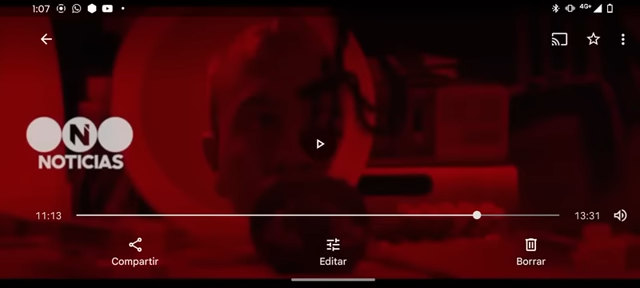 1:07
4G+
N
NOTICIAS
11:13
13:31
Compartir
Editar
Borrar